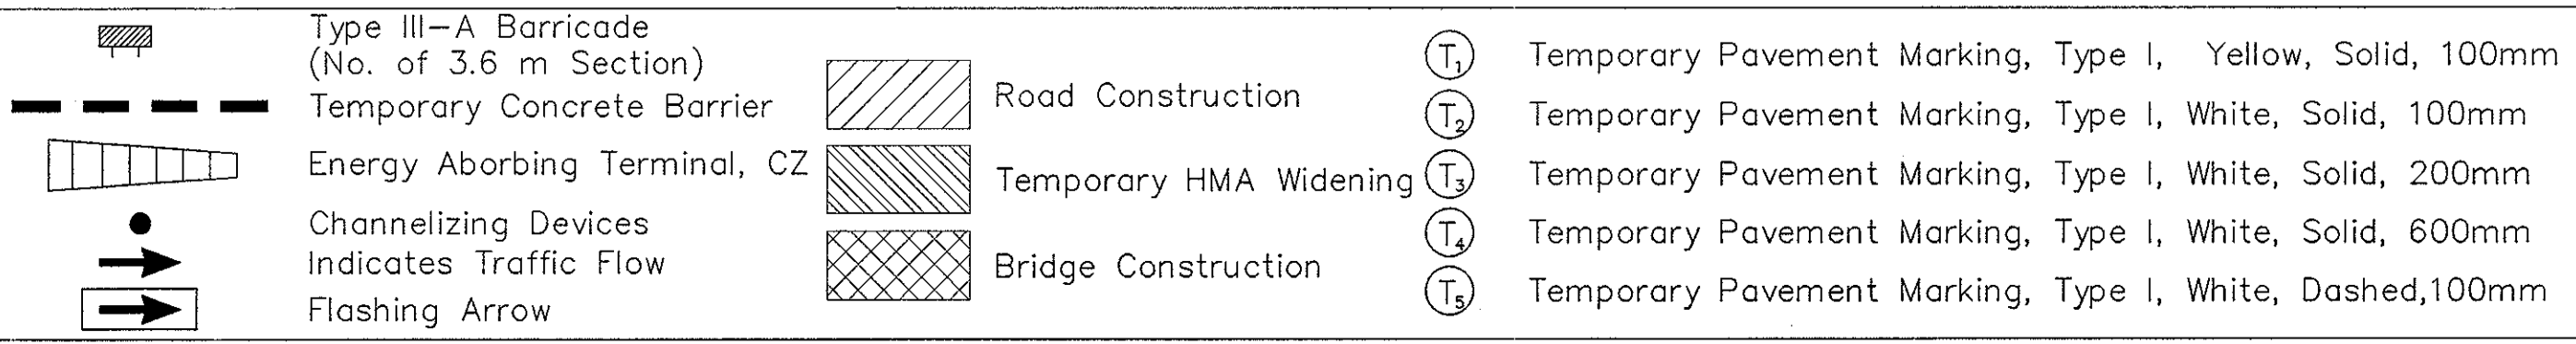 Type III-A Barricade
(No. of 3.6 m Section)
Temporary Concrete Barrier
Energy Aborbing Terminal, CZ
Channelizing Devices
Indicates Traffic Flow
Flashing Arrow
Road Construction
Temporary HMA Widening
Bridge Construction
T1 Temporary Pavement Marking, Type I, Yellow, Solid, 100mm
T2 Temporary Pavement Marking, Type I, White, Solid, 100mm
T3 Temporary Pavement Marking, Type I, White, Solid, 200mm
T4 Temporary Pavement Marking, Type I, White, Solid, 600mm
T5 Temporary Pavement Marking, Type I, White, Dashed,100mm